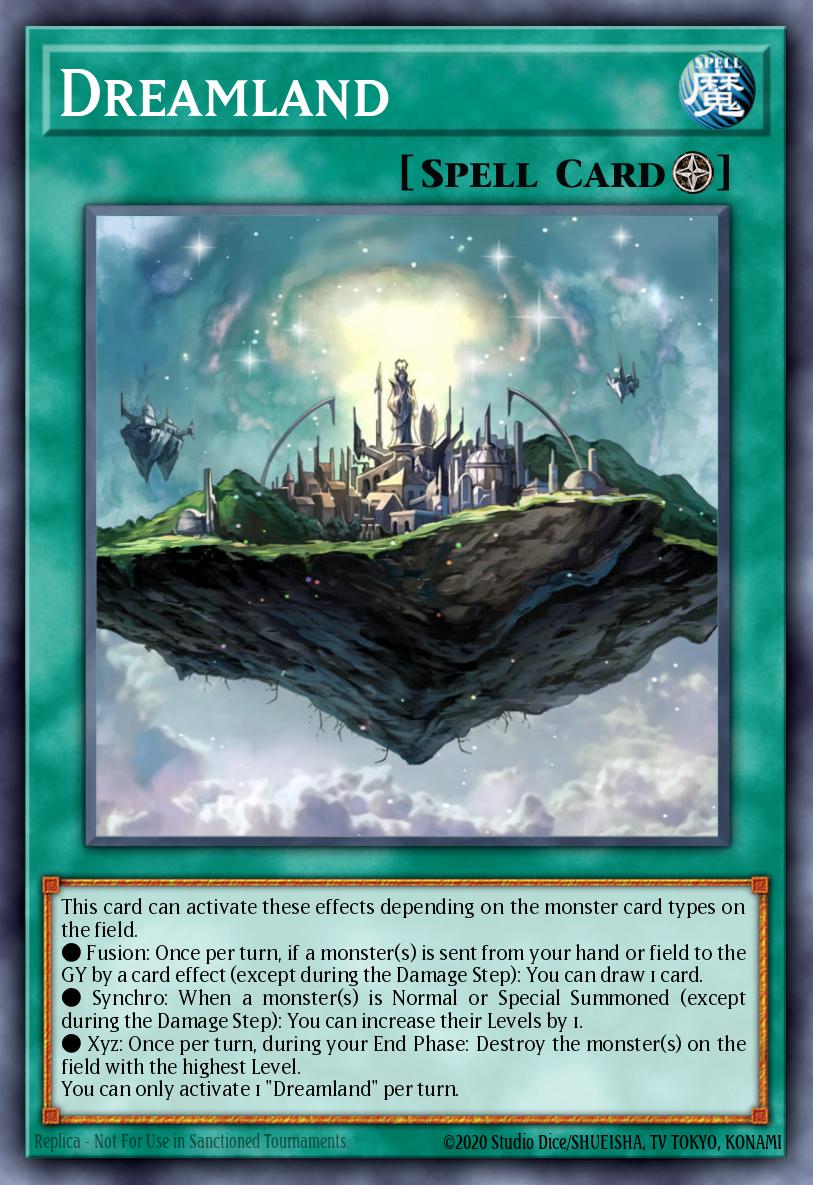 DREAMLAND
SPELL
魔
[SPELL CARD]
This card can activate these effects depending on the monster card types on
the field.
● Fusion: Once per turn, if a monster(s) is sent from your hand or field to the
GY by a card effect (except during the Damage Step): You can draw 1 card.
● Synchro: When a monster(s) is Normal or Special Summoned (except
during the Damage Step): You can increase their Levels by 1.
● Xyz: Once per turn, during your End Phase: Destroy the monster(s) on the
field with the highest Level.
You can only activate 1 "Dreamland" per turn.
Replica - Not For Use in Sanctioned Tournaments.
©2020 Studio Dice/SHUEISHA, TV TOKYO, KONAMI